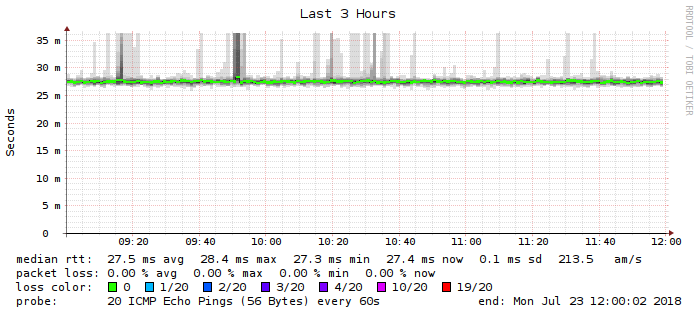 Last 3 Hours
RRDTOOL / TOBI OETIKER
Seconds
35 m
30 m
25 m
20 m
15 m
10 m
5 m
0
09:20 09:40 10:00 10:20 10:40 11:00 11:20 11:40 12:00
median rtt: 27.5 ms avg 28.4 ms max 27.3 ms min 27.4 ms now 0.1 ms sd 213.5 am/s
packet loss: 0.00 % avg 0.00 % max 0.00 % min 0.00 % now
loss color: 0 1/20 2/20 3/20 4/20 10/20 19/20
probe: 20 ICMP Echo Pings (56 Bytes) every 60s end: Mon Jul 23 12:00:02 2018